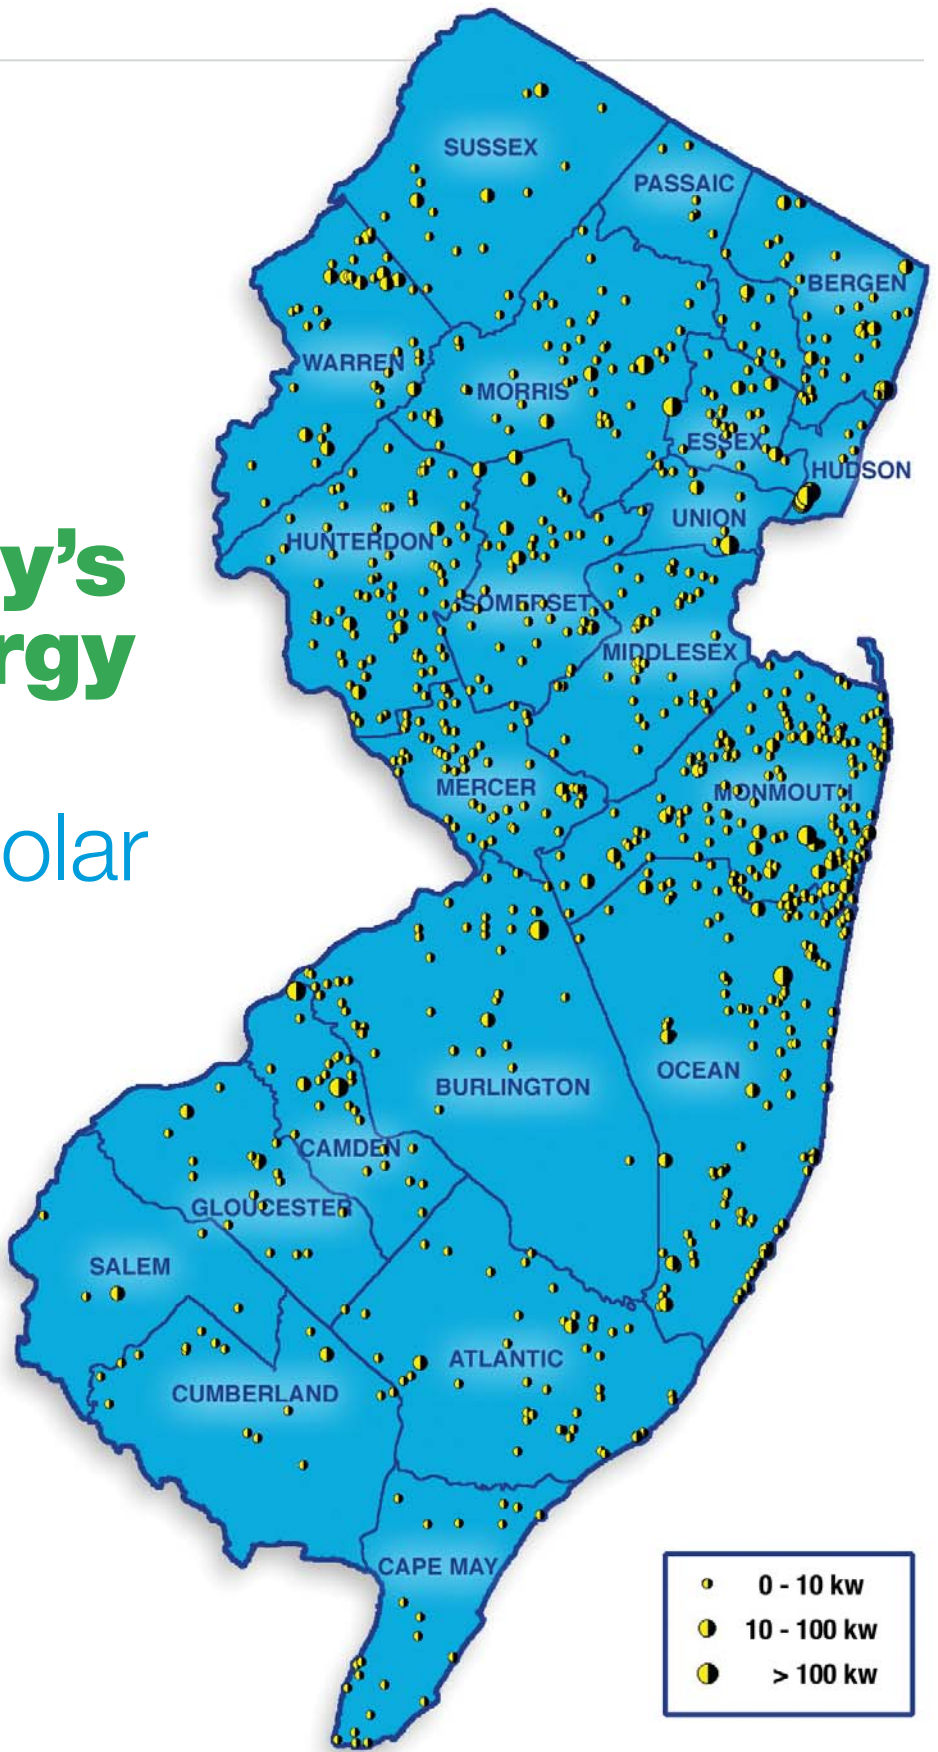 SUSSEX
PASSAIC
BERGEN
WARREN
MORRIS
ESSEX
HUDSON
UNION
HUNTERDON
y's
SOMERSET
rgy
MIDDLESEX
MERCER
MONMOUTH
olar
OCEAN
BURLINGTON
CAMDEN
GLOUCESTER
SALEM
ATLANTIC
CUMBERLAND
CAPE MAY
0 - 10 kw
10 - 100 kw
> 100 kw